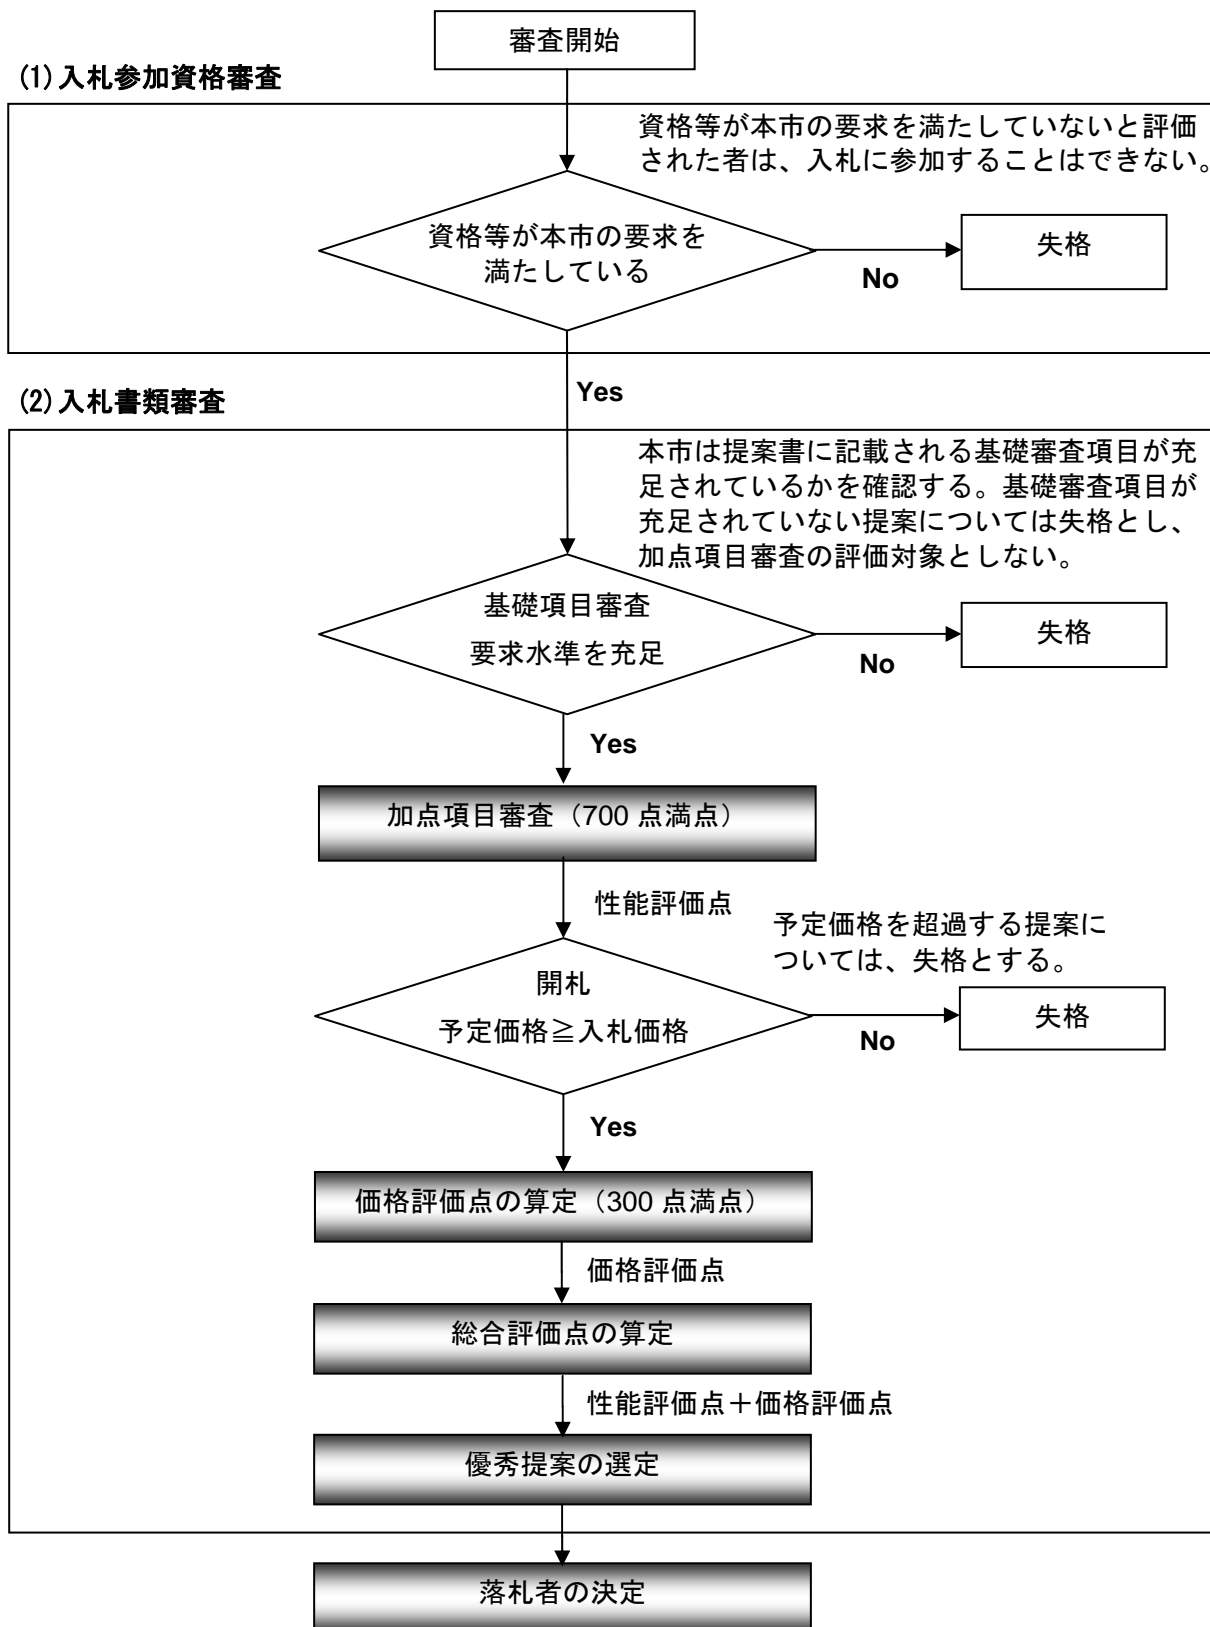 審査開始
(1)入札参加資格審査
資格等が本市の要求を満たしていないと評価
された者は、入札に参加することはできない。
資格等が本市の要求を
満たしている
失格
No
Yes
(2)入札書類審査
本市は提案書に記載される基礎審査項目が充
足されているかを確認する。基礎審査項目が
充足されていない提案については失格とし、
加点項目審査の評価対象としない。
基礎項目審査
要求水準を充足
失格
No
Yes
加点項目審査（700 点満点）
性能評価点
予定価格を超過する提案に
ついては、失格とする。
開札
予定価格≧入札価格
失格
No
Yes
価格評価点の算定（300 点満点）
価格評価点
総合評価点の算定
性能評価点＋価格評価点
優秀提案の選定
落札者の決定